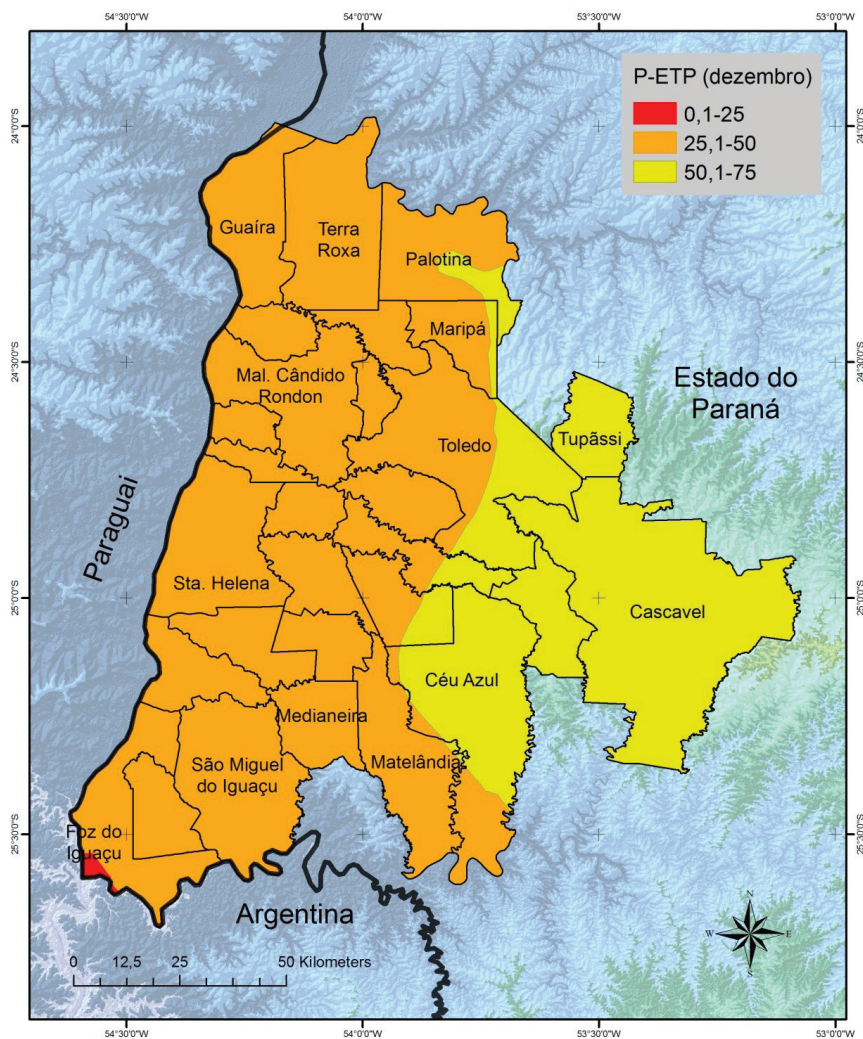 54°30'0"O
54°0'0"O
53°30'0"O
53°0'0"O
P-ETP (dezembro)
0,1-25
25,1-50
50,1-75
24°0'0"S
24°0'0"S
Guaíra
Terra
Roxa
Palotina
Maripá
24°30'0"S
24°30'0"S
Mal. Cândido
Rondon
Estado do
Paraná
Toledo
Tupãssi
Paraguai
Sta. Helena
25°0'0"S
25°0'0"S
Cascavel
Céu Azul
Medianeira
São Miguel
do Iguaçu
Matelândia
Foz do
Iguaçu
25°30'0"S
25°30'0"S
Argentina
N
W
E
S
0 12,5 25 50 Kilometers
54°30'0"O
54°0'0"O
53°30'0"O
53°0'0"O